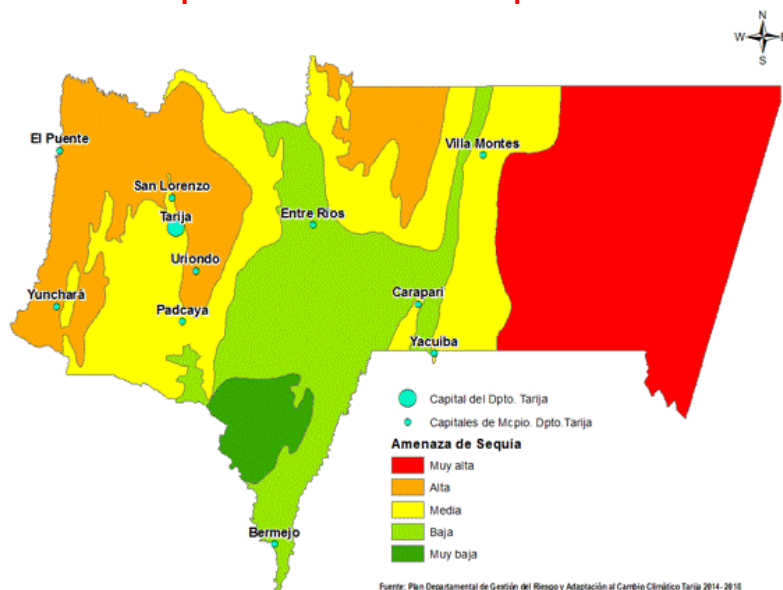 N
W E
S
El Puente
Villa Montes
San Lorenzo
Tarija
Entre Ríos
Uriondo
Yunchará
Carapari
Padcaya
Yacuiba
Capital del Dpto. Tarija
Capitales de Mcpio. Dpto.Tarija
Amenaza de Sequía
Muy alta
Alta
Media
Baja
Muy baja
Bermejo
Fuente: Plan Departamental de Gestión del Riesgo y Adaptación al Cambio Climático Tarija 2014- 2018